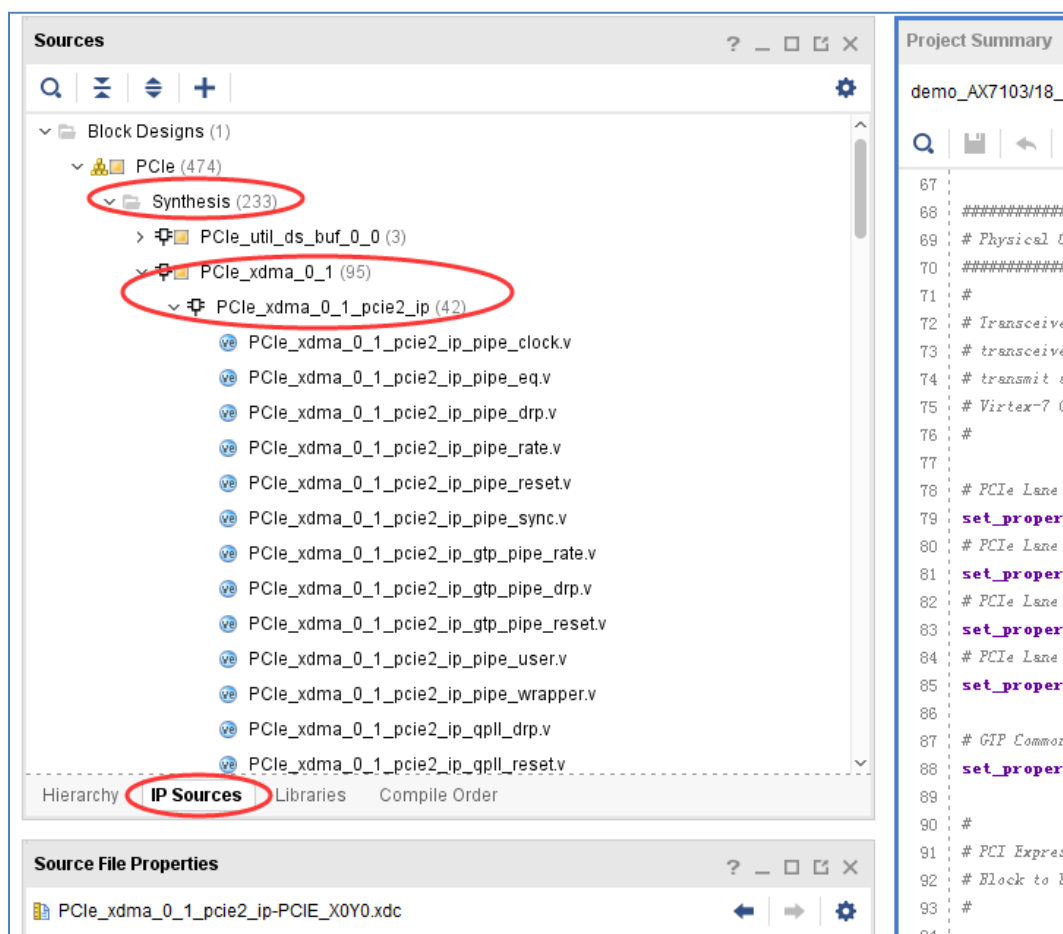 Sources
Block Designs (1)
PCIe (474)
Synthesis (233)
PCIe_util_ds_buf_0_0 (3)
PCIe_xdma_0_1 (95)
PCIe_xdma_0_1_pcie2_ip (42)
PCIe_xdma_0_1_pcie2_ip_pipe_clock.v
PCIe_xdma_0_1_pcie2_ip_pipe_eq.v
PCIe_xdma_0_1_pcie2_ip_pipe_drp.v
PCIe_xdma_0_1_pcie2_ip_pipe_rate.v
PCIe_xdma_0_1_pcie2_ip_pipe_reset.v
PCIe_xdma_0_1_pcie2_ip_pipe_sync.v
PCIe_xdma_0_1_pcie2_ip_gtp_pipe_rate.v
PCIe_xdma_0_1_pcie2_ip_gtp_pipe_drp.v
PCIe_xdma_0_1_pcie2_ip_gtp_pipe_reset.v
PCIe_xdma_0_1_pcie2_ip_pipe_user.v
PCIe_xdma_0_1_pcie2_ip_pipe_wrapper.v
PCIe_xdma_0_1_pcie2_ip_qpll_drp.v
PCIe_xdma_0_1_pcie2_ip_qpll_reset.v
Hierarchy IP Sources Libraries Compile Order
Source File Properties
PCIe_xdma_0_1_pcie2_ip-PCIE_X0Y0.xdc
Project Summary
demo_AX7103/18_
67
68 ##############
69 # Physical
70 ##############
71 #
72 # Transceive
73 # transceive
74 # transmit
75 # Virtex-7
76 #
77
78 # PCIe Lane
79 set_proper
80 # PCIe Lane
81 set_proper
82 # PCIe Lane
83 set_proper
84 # PCIe Lane
85 set_proper
86
87 # GTP Common
88 set_proper
89
90 #
91 # PCI Expres
92 # Block to
93 #